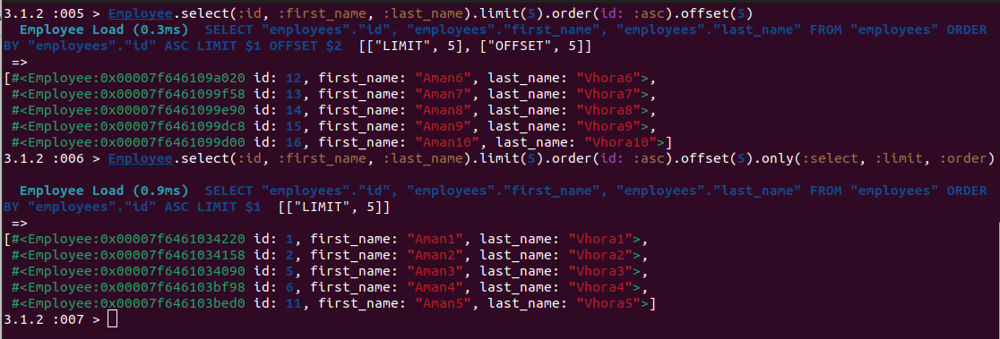 3.1.2 :005 > Employee.select(:id, :first_name, :last_name).limit(5).order(id: :asc).offset(5)
  Employee Load (0.3ms)  SELECT "employees"."id", "employees"."first_name", "employees"."last_name" FROM "employees" ORDER
BY "employees"."id" ASC LIMIT $1 OFFSET $2  [["LIMIT", 5], ["OFFSET", 5]]
 =>
[#<Employee:0x00007f646109a020 id: 12, first_name: "Aman6", last_name: "Vhora6">,
 #<Employee:0x00007f6461099f58 id: 13, first_name: "Aman7", last_name: "Vhora7">,
 #<Employee:0x00007f6461099e90 id: 14, first_name: "Aman8", last_name: "Vhora8">,
 #<Employee:0x00007f6461099dc8 id: 15, first_name: "Aman9", last_name: "Vhora9">,
 #<Employee:0x00007f6461099d00 id: 16, first_name: "Aman10", last_name: "Vhora10">]
3.1.2 :006 > Employee.select(:id, :first_name, :last_name).limit(5).order(id: :asc).offset(5).only(:select, :limit, :order)
  Employee Load (0.9ms)  SELECT "employees"."id", "employees"."first_name", "employees"."last_name" FROM "employees" ORDER
BY "employees"."id" ASC LIMIT $1  [["LIMIT", 5]]
 =>
[#<Employee:0x00007f6461034220 id: 1, first_name: "Aman1", last_name: "Vhora1">,
 #<Employee:0x00007f6461034158 id: 2, first_name: "Aman2", last_name: "Vhora2">,
 #<Employee:0x00007f6461034090 id: 5, first_name: "Aman3", last_name: "Vhora3">,
 #<Employee:0x00007f646103bf98 id: 6, first_name: "Aman4", last_name: "Vhora4">,
 #<Employee:0x00007f646103bed0 id: 11, first_name: "Aman5", last_name: "Vhora5">]
3.1.2 :007 >